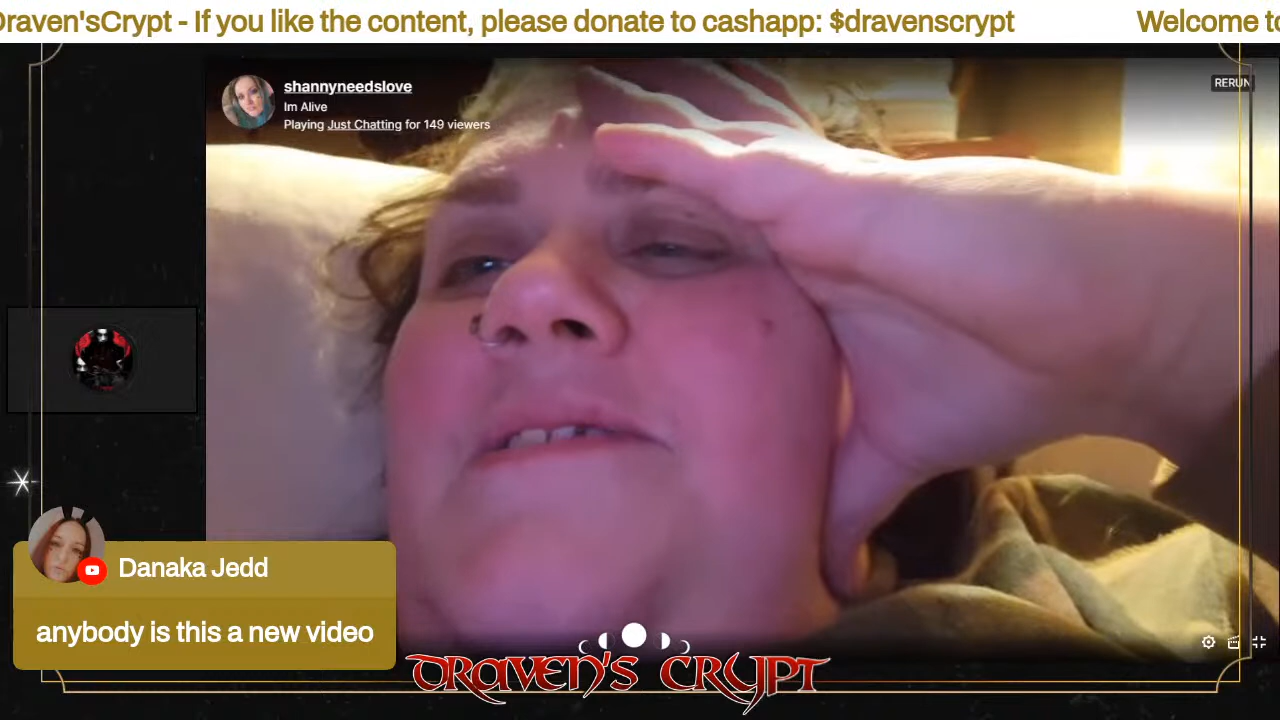 Draven'sCrypt - If you like the content, please donate to cashapp: $dravenscrypt Welcome to
shannyneedslove
Im Alive
Playing Just Chatting for 149 viewers
RERUN
Danaka Jedd
anybody is this a new video
DRAVEN'S CRYPT